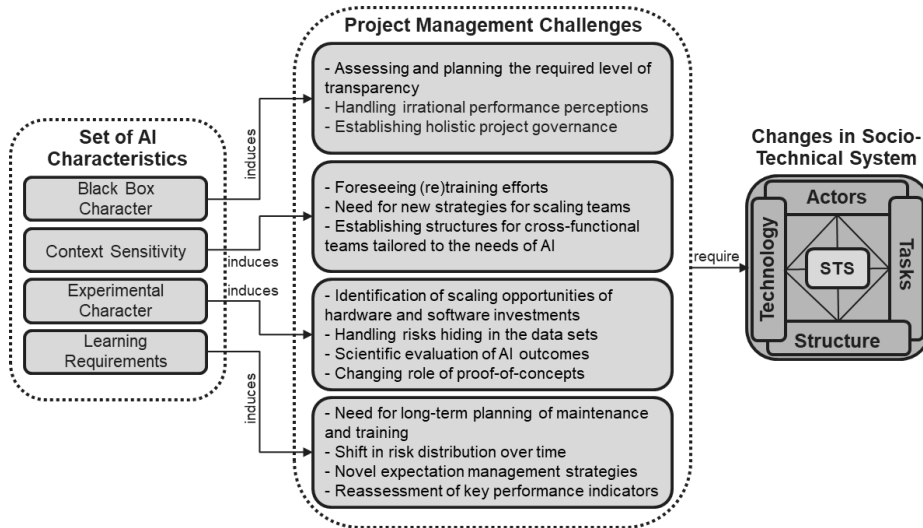 Project Management Challenges
- Assessing and planning the required level of
transparency
- Handling irrational performance perceptions
- Establishing holistic project governance
Set of AI
Characteristics
Black Box
Character
Context Sensitivity
Experimental
Character
Learning
Requirements
induces
induces
induces
induces
- Foreseeing (re)training efforts
- Need for new strategies for scaling teams
- Establishing structures for cross-functional
teams tailored to the needs of AI
- Identification of scaling opportunities of
hardware and software investments
- Handling risks hiding in the data sets
- Scientific evaluation of AI outcomes
- Changing role of proof-of-concepts
- Need for long-term planning of maintenance
and training
- Shift in risk distribution over time
- Novel expectation management strategies
- Reassessment of key performance indicators
require
Changes in Socio-
Technical System
Actors
Technology
STS
Tasks
Structure